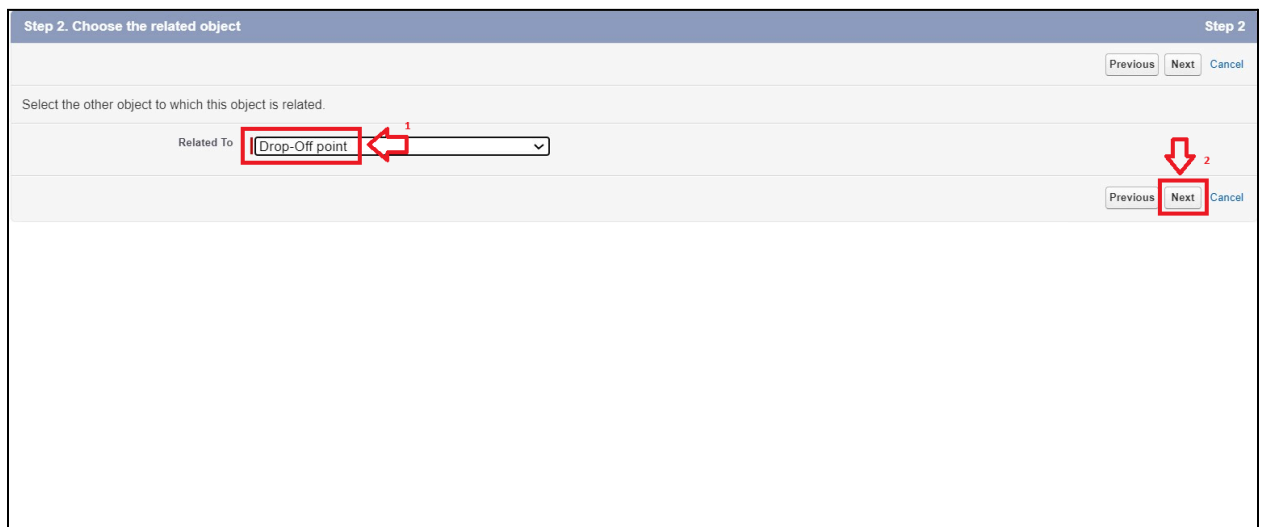 Step 2. Choose the related object Step 2
Previous Next Cancel
Select the other object to which this object is related.
1
Related To Drop-Off point
2
Previous Next Cancel